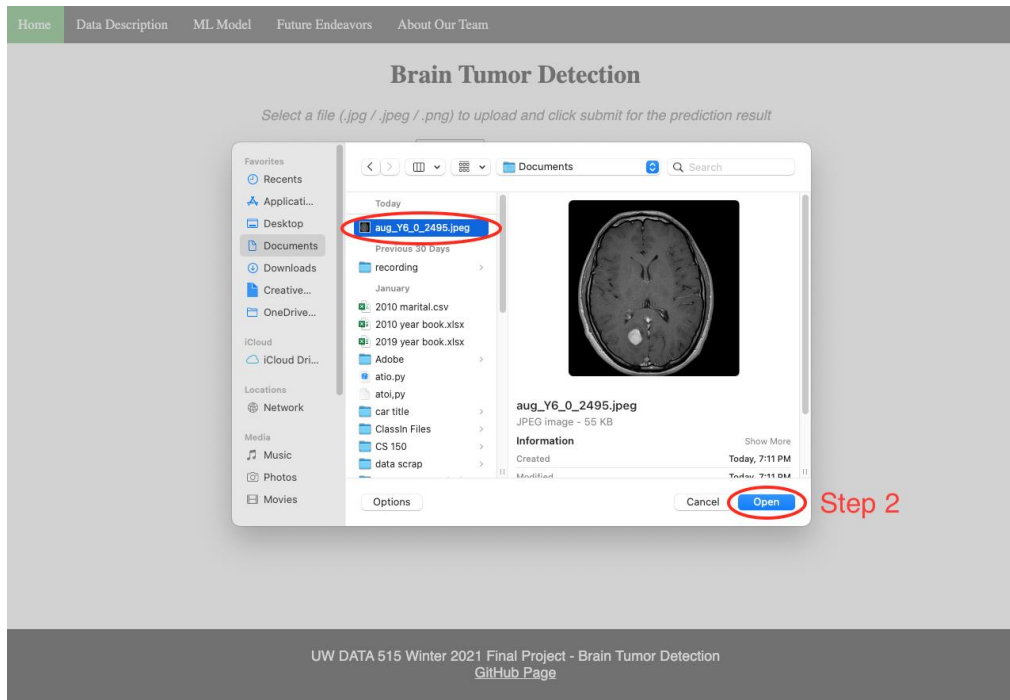 Home Data Description ML Model Future Endeavors About Our Team
Brain Tumor Detection
Select a file (.jpg / .jpeg / .png) to upload and click submit for the prediction result
Favorites
Recents
Applicati...
Desktop
Documents
Downloads
Creative...
OneDrive...
iCloud
iCloud Dri...
Locations
Network
Media
Music
Photos
Movies
Documents
Search
Today
aug_Y6_0_2495.jpeg
Previous 30 Days
recording
January
2010 marital.csv
2010 year book.xlsx
2019 year book.xlsx
Adobe
atio.py
atoi,py
car title
ClassIn Files
CS 150
data scrap
aug_Y6_0_2495.jpeg
JPEG image - 55 KB
Information Show More
Created Today, 7:11 PM
Modified Today, 7:11 PM
Options Cancel Open
Step 2
UW DATA 515 Winter 2021 Final Project - Brain Tumor Detection
GitHub Page